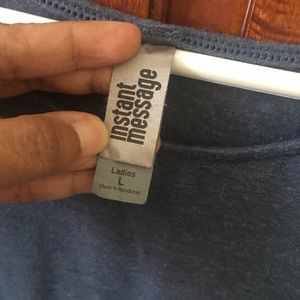 instant
message
Ladies
L
Made in Honduras